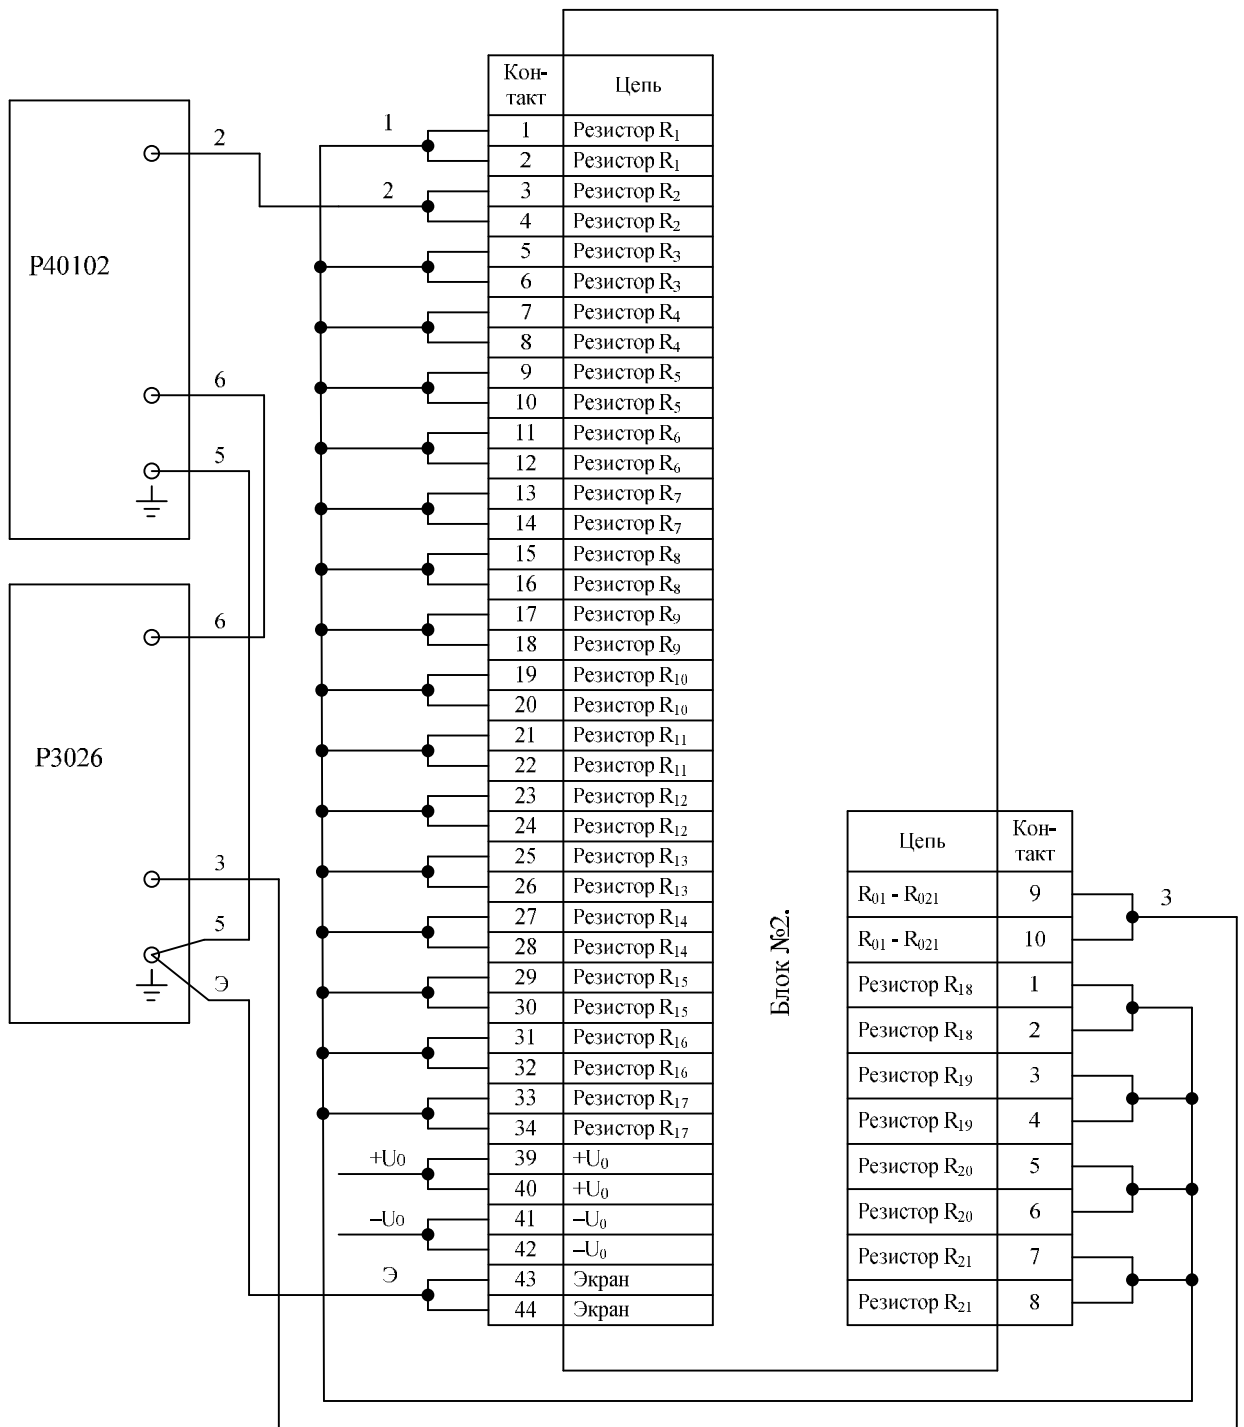 Кон-
такт
Цепь
1 Резистор R₁
2 Резистор R₁
3 Резистор R₂
4 Резистор R₂
5 Резистор R₃
6 Резистор R₃
7 Резистор R₄
8 Резистор R₄
9 Резистор R₅
10 Резистор R₅
11 Резистор R₆
12 Резистор R₆
13 Резистор R₇
14 Резистор R₇
15 Резистор R₈
16 Резистор R₈
17 Резистор R₉
18 Резистор R₉
19 Резистор R₁₀
20 Резистор R₁₀
21 Резистор R₁₁
22 Резистор R₁₁
23 Резистор R₁₂
24 Резистор R₁₂
25 Резистор R₁₃
26 Резистор R₁₃
27 Резистор R₁₄
28 Резистор R₁₄
29 Резистор R₁₅
30 Резистор R₁₅
31 Резистор R₁₆
32 Резистор R₁₆
33 Резистор R₁₇
34 Резистор R₁₇
39 +U₀
40 +U₀
41 –U₀
42 –U₀
43 Экран
44 Экран
1
2
+U₀
–U₀
Э
P40102
2
6
5
P3026
6
3
5
Э
Блок №2.
Цепь
Кон-
такт
R₀₁ - R₀₂₁ 9
R₀₁ - R₀₂₁ 10
Резистор R₁₈ 1
Резистор R₁₈ 2
Резистор R₁₉ 3
Резистор R₁₉ 4
Резистор R₂₀ 5
Резистор R₂₀ 6
Резистор R₂₁ 7
Резистор R₂₁ 8
3